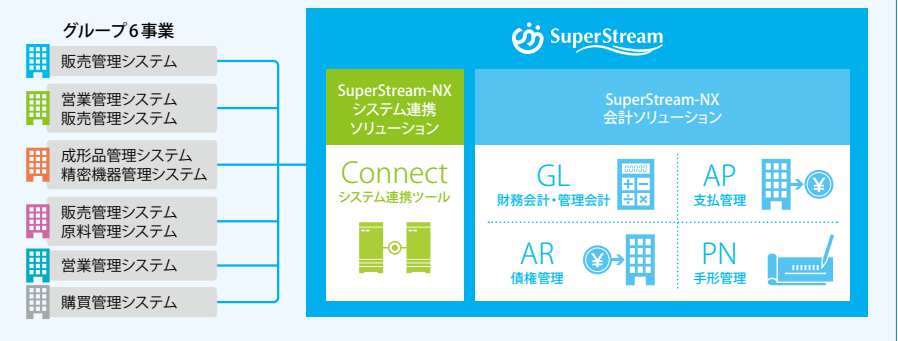 グループ6事業
販売管理システム
営業管理システム
販売管理システム
成形品管理システム
精密機器管理システム
販売管理システム
原料管理システム
営業管理システム
購買管理システム
SuperStream
SuperStream-NX
システム連携
ソリューション
Connect
システム連携ツール
SuperStream-NX
会計ソリューション
GL
財務会計・管理会計
AP
支払管理
AR
債権管理
PN
手形管理